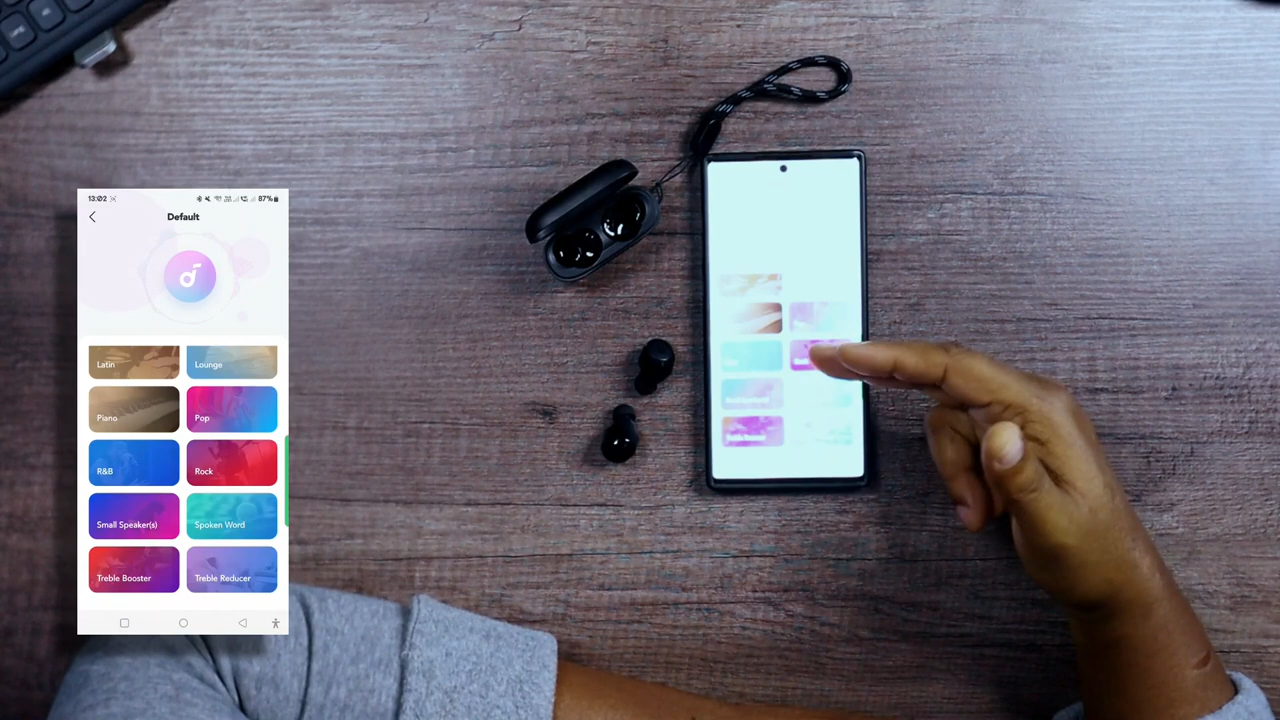 13:02
87%
Default
Latin
Lounge
Piano
Pop
R&B
Rock
Small Speaker(s)
Spoken Word
Treble Booster
Treble Reducer